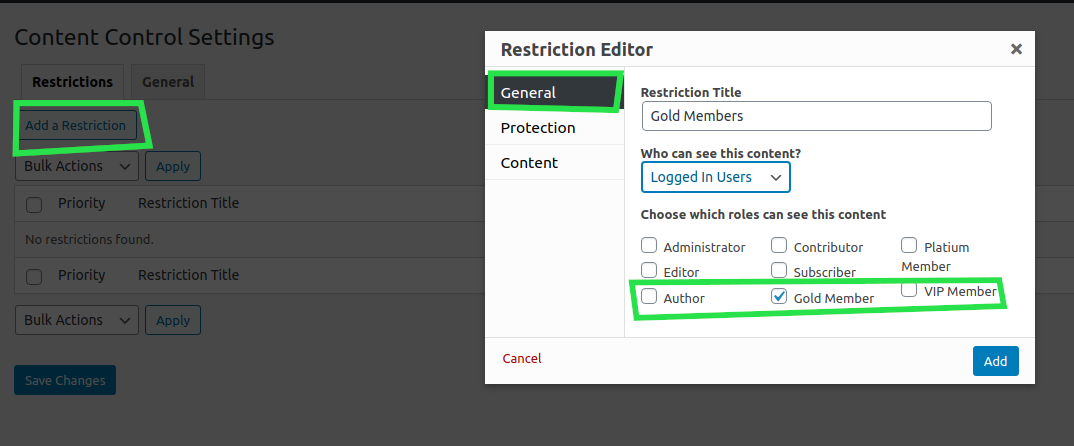 Content Control Settings
Restrictions
General
Add a Restriction
Bulk Actions
Apply
Priority
Restriction Title
No restrictions found.
Priority
Restriction Title
Bulk Actions
Apply
Save Changes
Restriction Editor
General
Protection
Content
Restriction Title
Gold Members
Who can see this content?
Logged In Users
Choose which roles can see this content
Administrator
Contributor
Platium
Member
Editor
Subscriber
Author
Gold Member
VIP Member
Cancel
Add